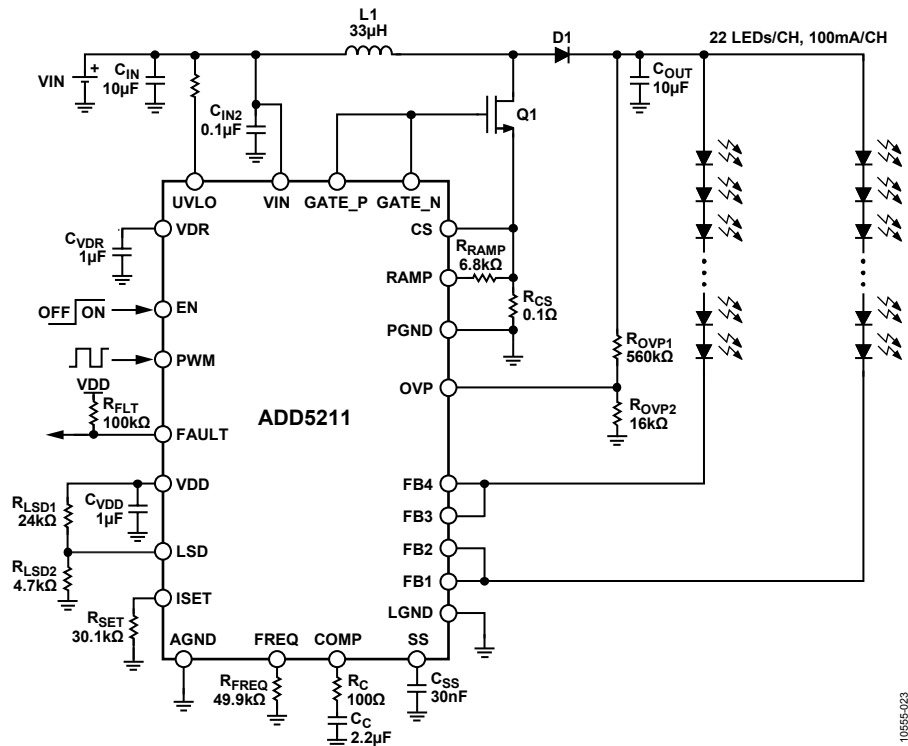 L1
33µH
D1
22 LEDs/CH, 100mA/CH
VIN
+
CIN
10µF
CIN2
0.1µF
Q1
COUT
10µF
UVLO
VIN
GATE_P
GATE_N
VDR
CS
CVDR
1µF
RRAMP
6.8kΩ
RAMP
OFF
ON
EN
RCS
0.1Ω
PGND
PWM
ROVP1
560kΩ
VDD
RFLT
100kΩ
OVP
ADD5211
ROVP2
16kΩ
FAULT
VDD
FB4
RLSD1
24kΩ
CVDD
1µF
FB3
LSD
FB2
RLSD2
4.7kΩ
FB1
ISET
LGND
RSET
30.1kΩ
AGND
FREQ
COMP
SS
RFREQ
49.9kΩ
RC
100Ω
CSS
30nF
CC
2.2µF
10555-023